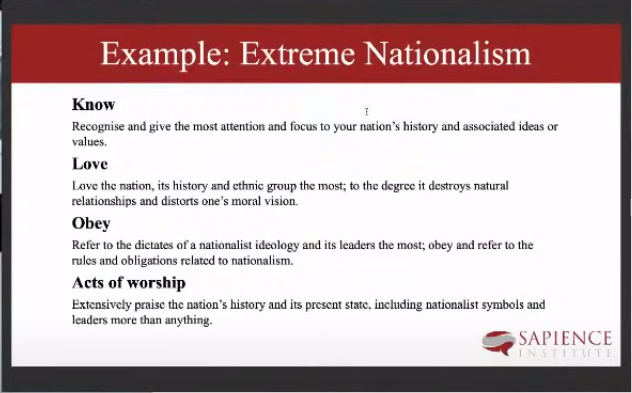 Example: Extreme Nationalism
Know
Recognise and give the most attention and focus to your nation's history and associated ideas or
values.
Love
Love the nation, its history and ethnic group the most; to the degree it destroys natural
relationships and distorts one's moral vision.
Obey
Refer to the dictates of a nationalist ideology and its leaders the most; obey and refer to the
rules and obligations related to nationalism.
Acts of worship
Extensively praise the nation's history and its present state, including nationalist symbols and
leaders more than anything.
SAPIENCE
INSTITUTE